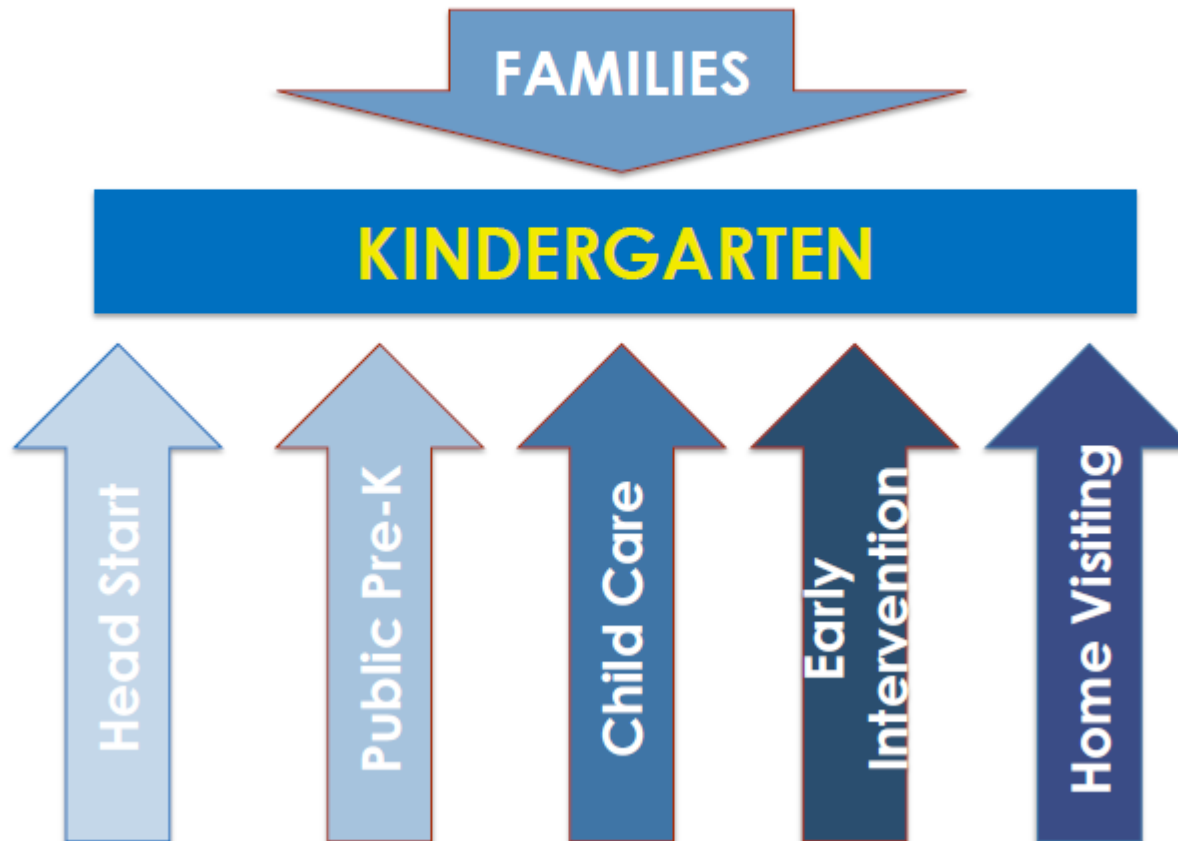 FAMILIES
KINDERGARTEN
Head Start
Public Pre-K
Child Care
Early
Intervention
Home Visiting